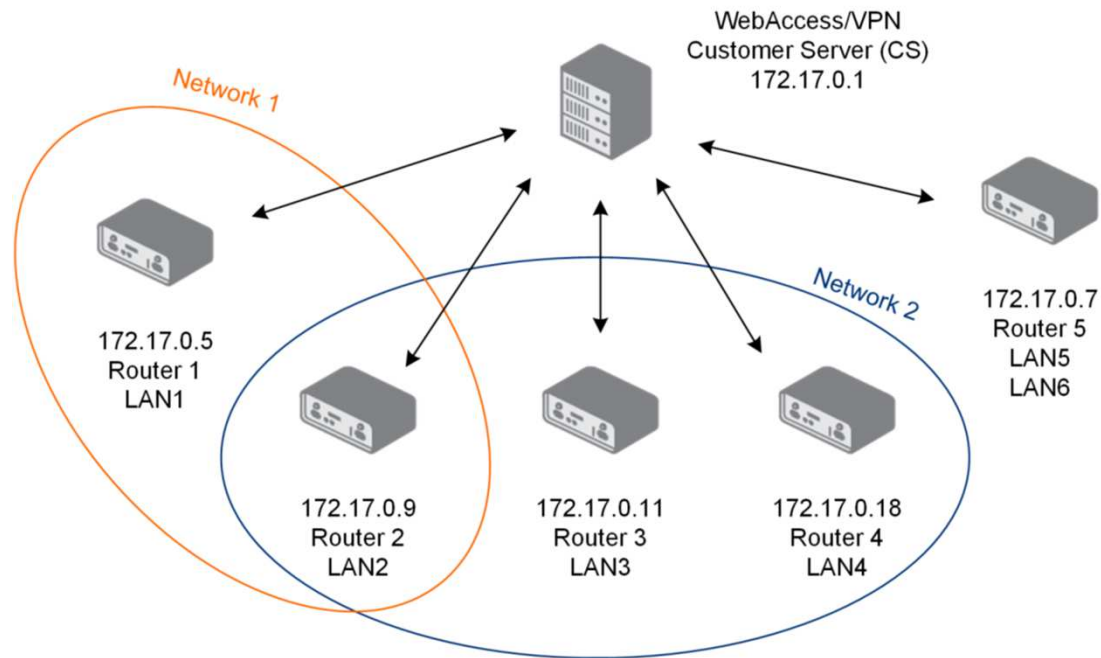 WebAccess/VPN
Customer Server (CS)
172.17.0.1
Network 1
172.17.0.5
Router 1
LAN1
Network 2
172.17.0.7
Router 5
LAN5
LAN6
172.17.0.9
Router 2
LAN2
172.17.0.11
Router 3
LAN3
172.17.0.18
Router 4
LAN4